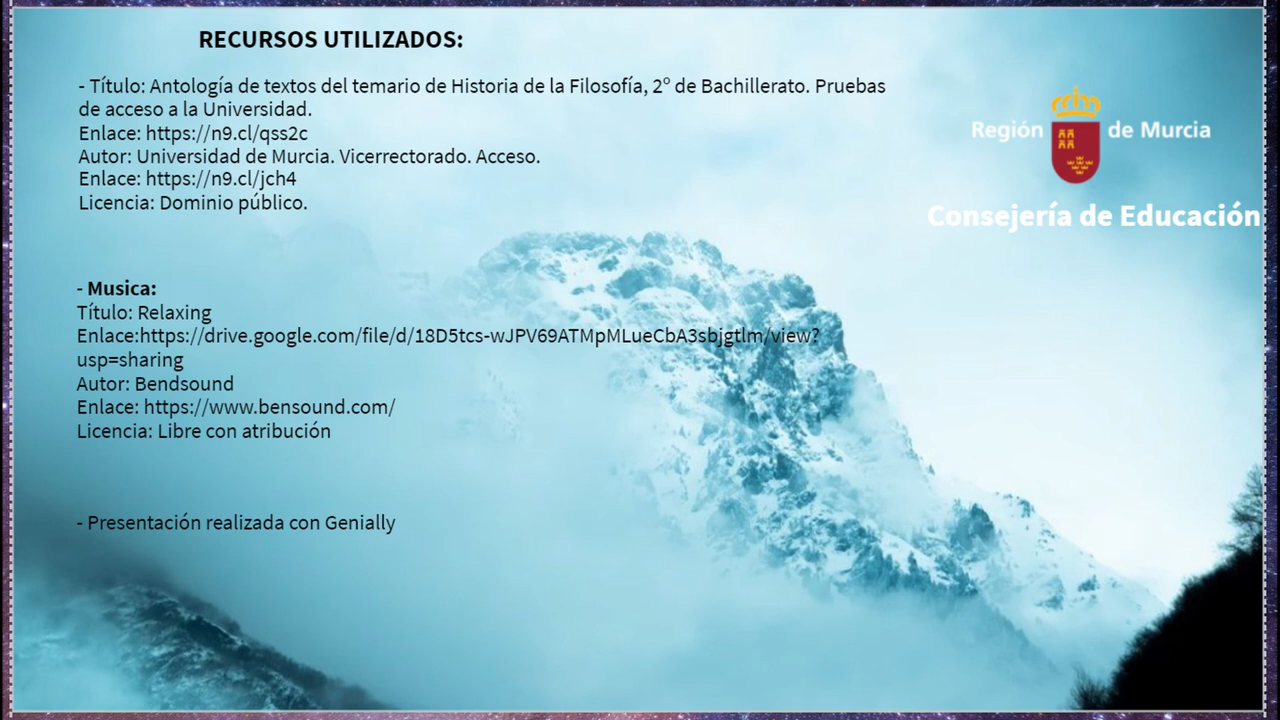 RECURSOS UTILIZADOS:
- Título: Antología de textos del temario de Historia de la Filosofía, 2º de Bachillerato. Pruebas
de acceso a la Universidad.
Enlace: https://n9.cl/qss2c
Autor: Universidad de Murcia. Vicerrectorado. Acceso.
Enlace: https://n9.cl/jch4
Licencia: Dominio público.
Región de Murcia
Consejería de Educación
- Musica:
Título: Relaxing
Enlace:https://drive.google.com/file/d/18D5tcs-wJPV69ATMpMLueCbA3sbjgtlm/view?
usp=sharing
Autor: Bendsound
Enlace: https://www.bensound.com/
Licencia: Libre con atribución
- Presentación realizada con Genially